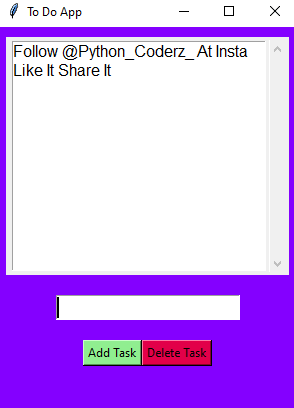 To Do App
Follow @Python_Coderz_ At Insta
Like It Share It
Add Task
Delete Task